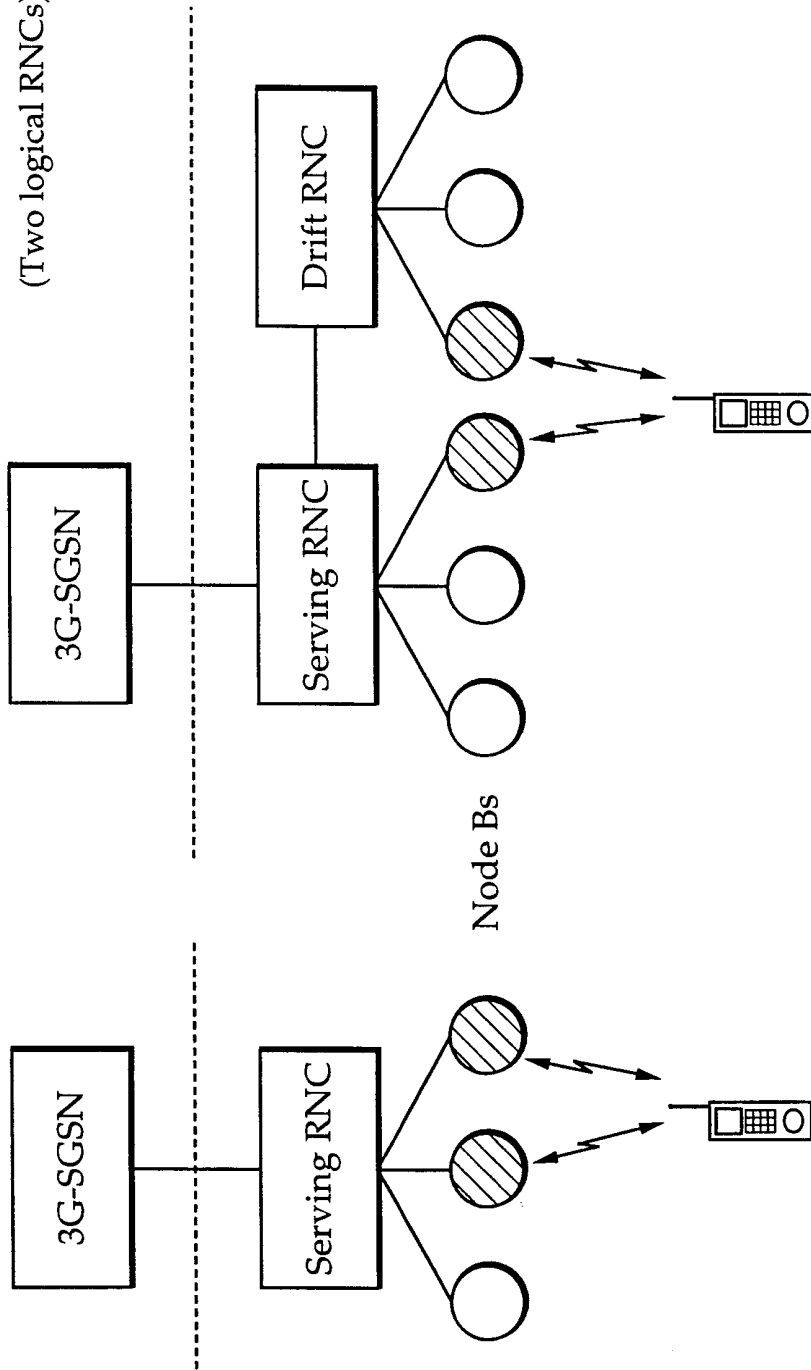 (Two logical RNCs)
3G-SGSN
3G-SGSN
Serving RNC
Serving RNC
Drift RNC
Node Bs